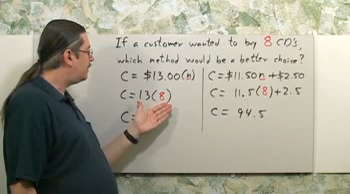 If a customer wanted to buy 8 CD's,
which method would be a better choice?
C = $13.00(n)
C = 13(8)
C =
C = $11.50n + $2.50
C = 11.5(8) + 2.5
C = 94.5